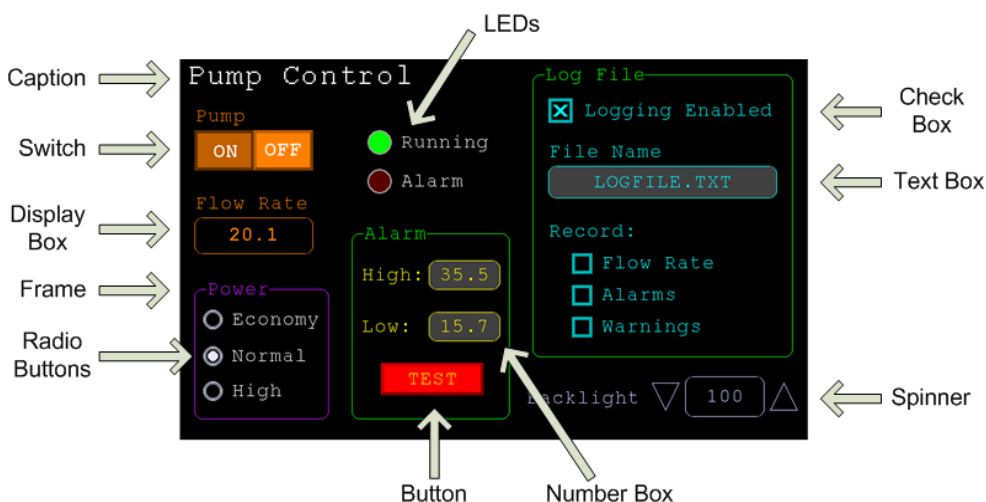 LEDs
Caption
Pump Control
Log File
Check
Box
Logging Enabled
Pump
Switch
ON OFF
Running
File Name
Alarm
LOGFILE.TXT
Text Box
Display
Box
Flow Rate
20.1
Alarm
Record:
High: 35.5
Flow Rate
Frame
Power
Alarms
Economy
Low: 15.7
Warnings
Radio
Buttons
Normal
High
TEST
Backlight 100
Spinner
Button
Number Box